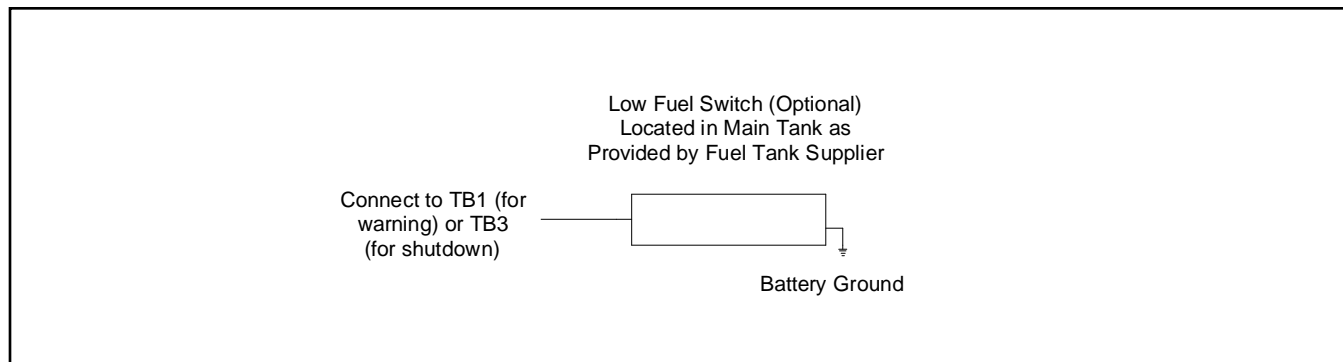 Low Fuel Switch (Optional)
Located in Main Tank as
Provided by Fuel Tank Supplier
Connect to TB1 (for
warning) or TB3
(for shutdown)
Battery Ground